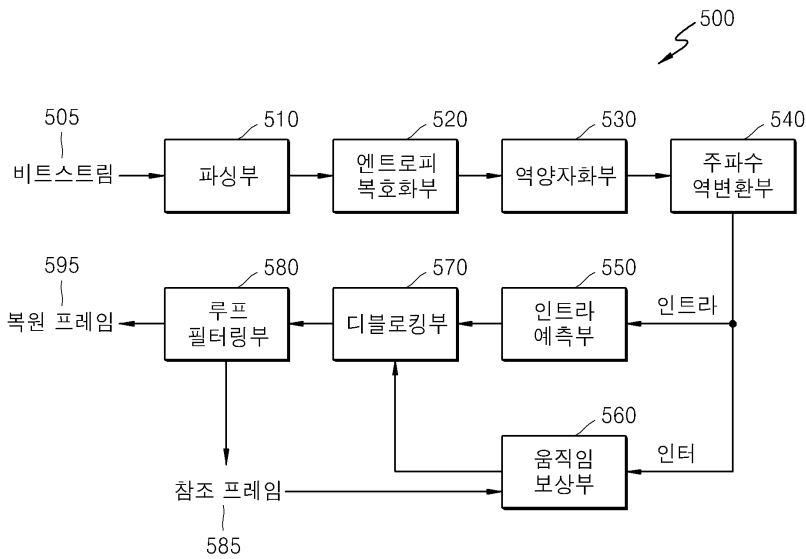 500
505
510
520
530
540
비트스트림
파싱부
엔트로피
복호화부
역양자화부
주파수
역변환부
595
580
570
550
복원 프레임
루프
필터링부
디블로킹부
인트라
예측부
인트라
560
움직임
보상부
인터
참조 프레임
585